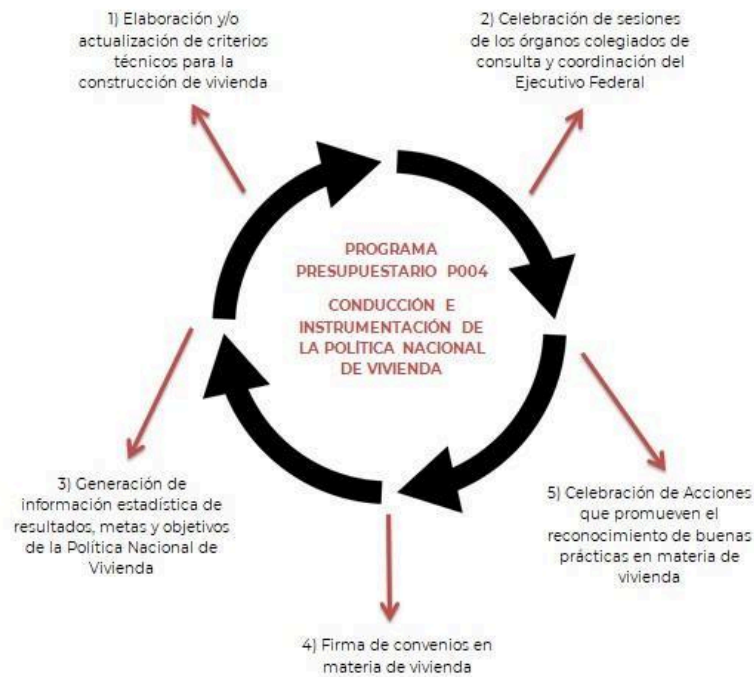 1) Elaboración y/o
actualización de criterios
técnicos para la
construcción de vivienda
2) Celebración de sesiones
de los órganos colegiados de
consulta y coordinación del
Ejecutivo Federal
PROGRAMA
PRESUPUESTARIO P004
CONDUCCIÓN E
INSTRUMENTACIÓN DE
LA POLÍTICA NACIONAL
DE VIVIENDA
3) Generación de
información estadística de
resultados, metas y objetivos
de la Política Nacional de
Vivienda
4) Firma de convenios en
materia de vivienda
5) Celebración de Acciones
que promueven el
reconocimiento de buenas
prácticas en materia de
vivienda